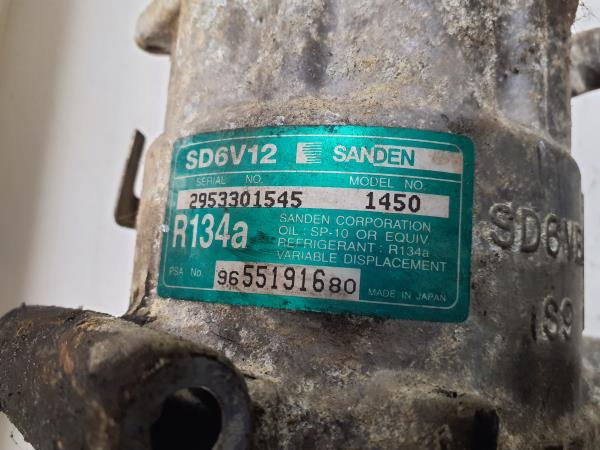 SD6V12 SANDEN
SERIAL NO. MODEL NO.
2953301545 1450
R134a
SANDEN CORPORATION
OIL : SP-10 OR EQUIV
REFRIGERANT : R134a
VARIABLE DISPLACEMENT
PSA No. 9655191680 MADE IN JAPAN